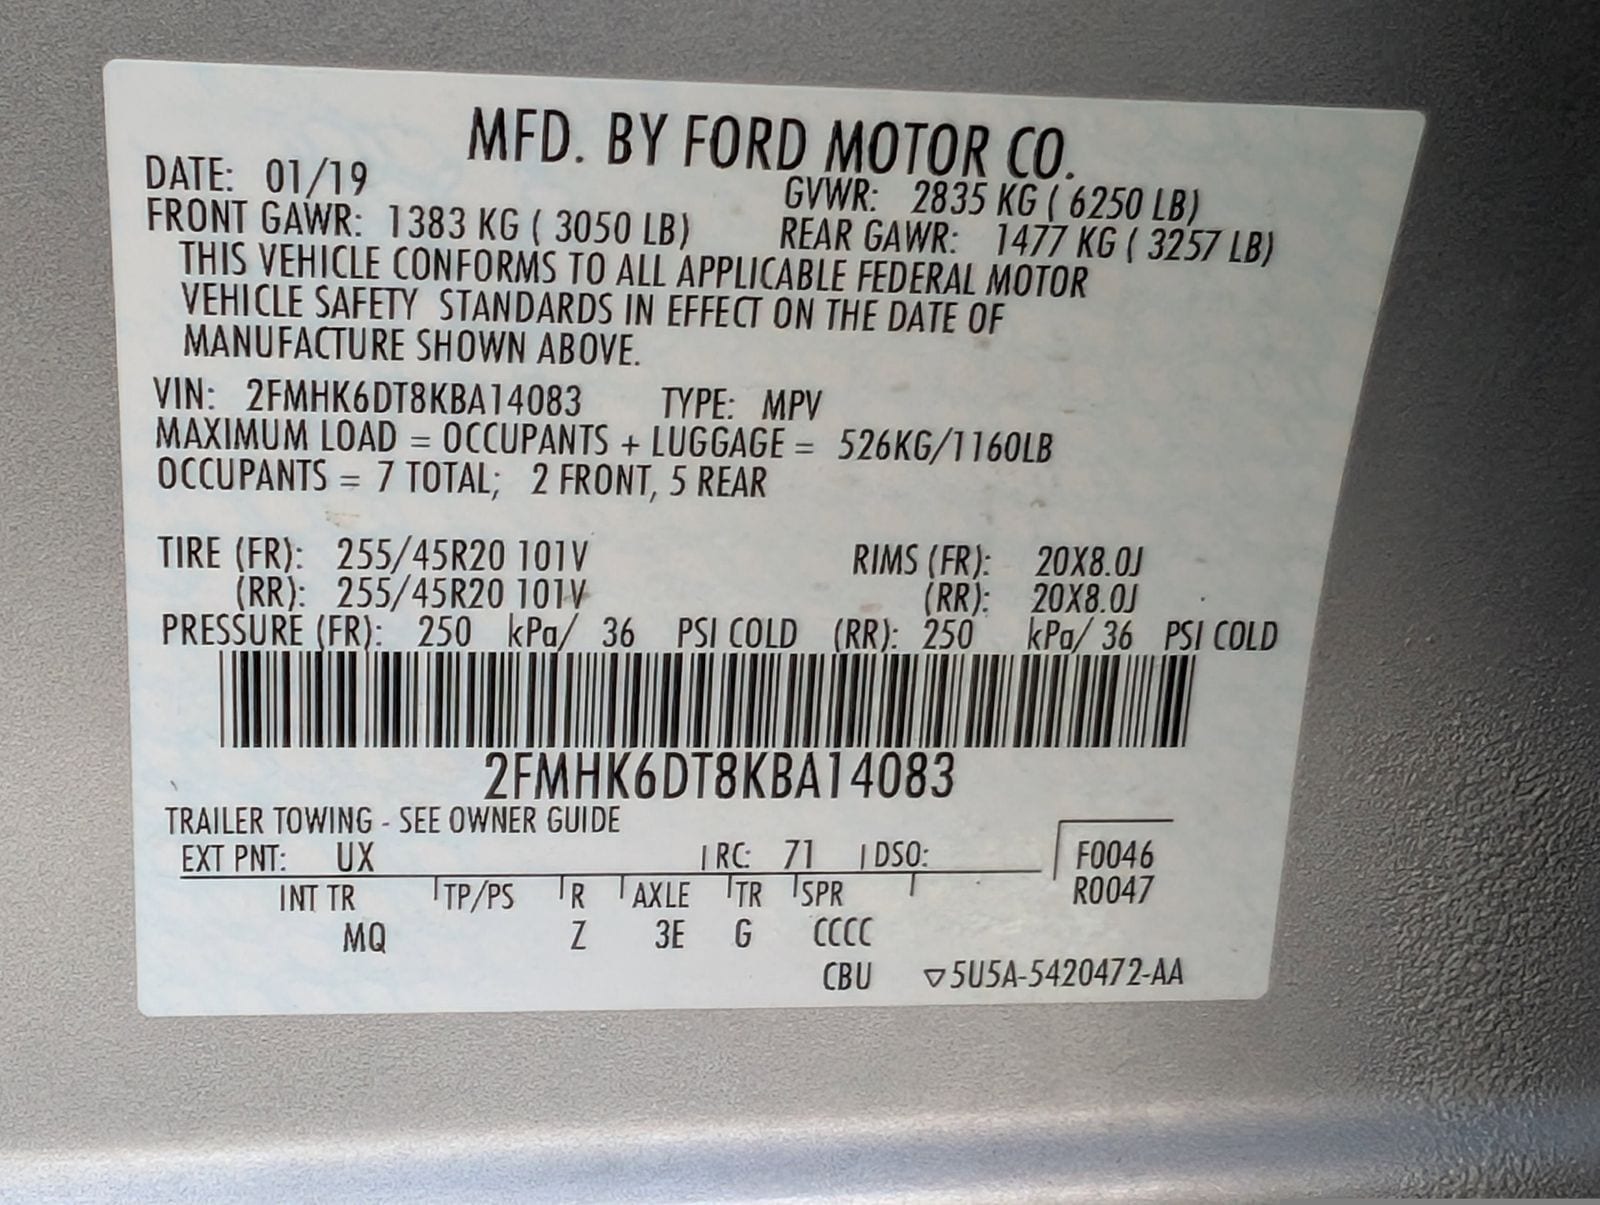 MFD. BY FORD MOTOR CO.
DATE: 01/19 GVWR: 2835 KG ( 6250 LB)
FRONT GAWR: 1383 KG ( 3050 LB) REAR GAWR: 1477 KG ( 3257 LB)
THIS VEHICLE CONFORMS TO ALL APPLICABLE FEDERAL MOTOR
VEHICLE SAFETY STANDARDS IN EFFECT ON THE DATE OF
MANUFACTURE SHOWN ABOVE.
VIN: 2FMHK6DT8KBA14083 TYPE: MPV
MAXIMUM LOAD = OCCUPANTS + LUGGAGE = 526KG/1160LB
OCCUPANTS = 7 TOTAL; 2 FRONT, 5 REAR
TIRE (FR): 255/45R20 101V RIMS (FR): 20X8.0J
(RR): 255/45R20 101V (RR): 20X8.0J
PRESSURE (FR): 250 kPa/ 36 PSI COLD (RR): 250 kPa/ 36 PSI COLD
2FMHK6DT8KBA14083
TRAILER TOWING - SEE OWNER GUIDE
EXT PNT: UX RC: 71 DSO: F0046
INT TR TP/PS R AXLE TR SPR R0047
MQ Z 3E G CCCC
CBU ▽5U5A-5420472-AA